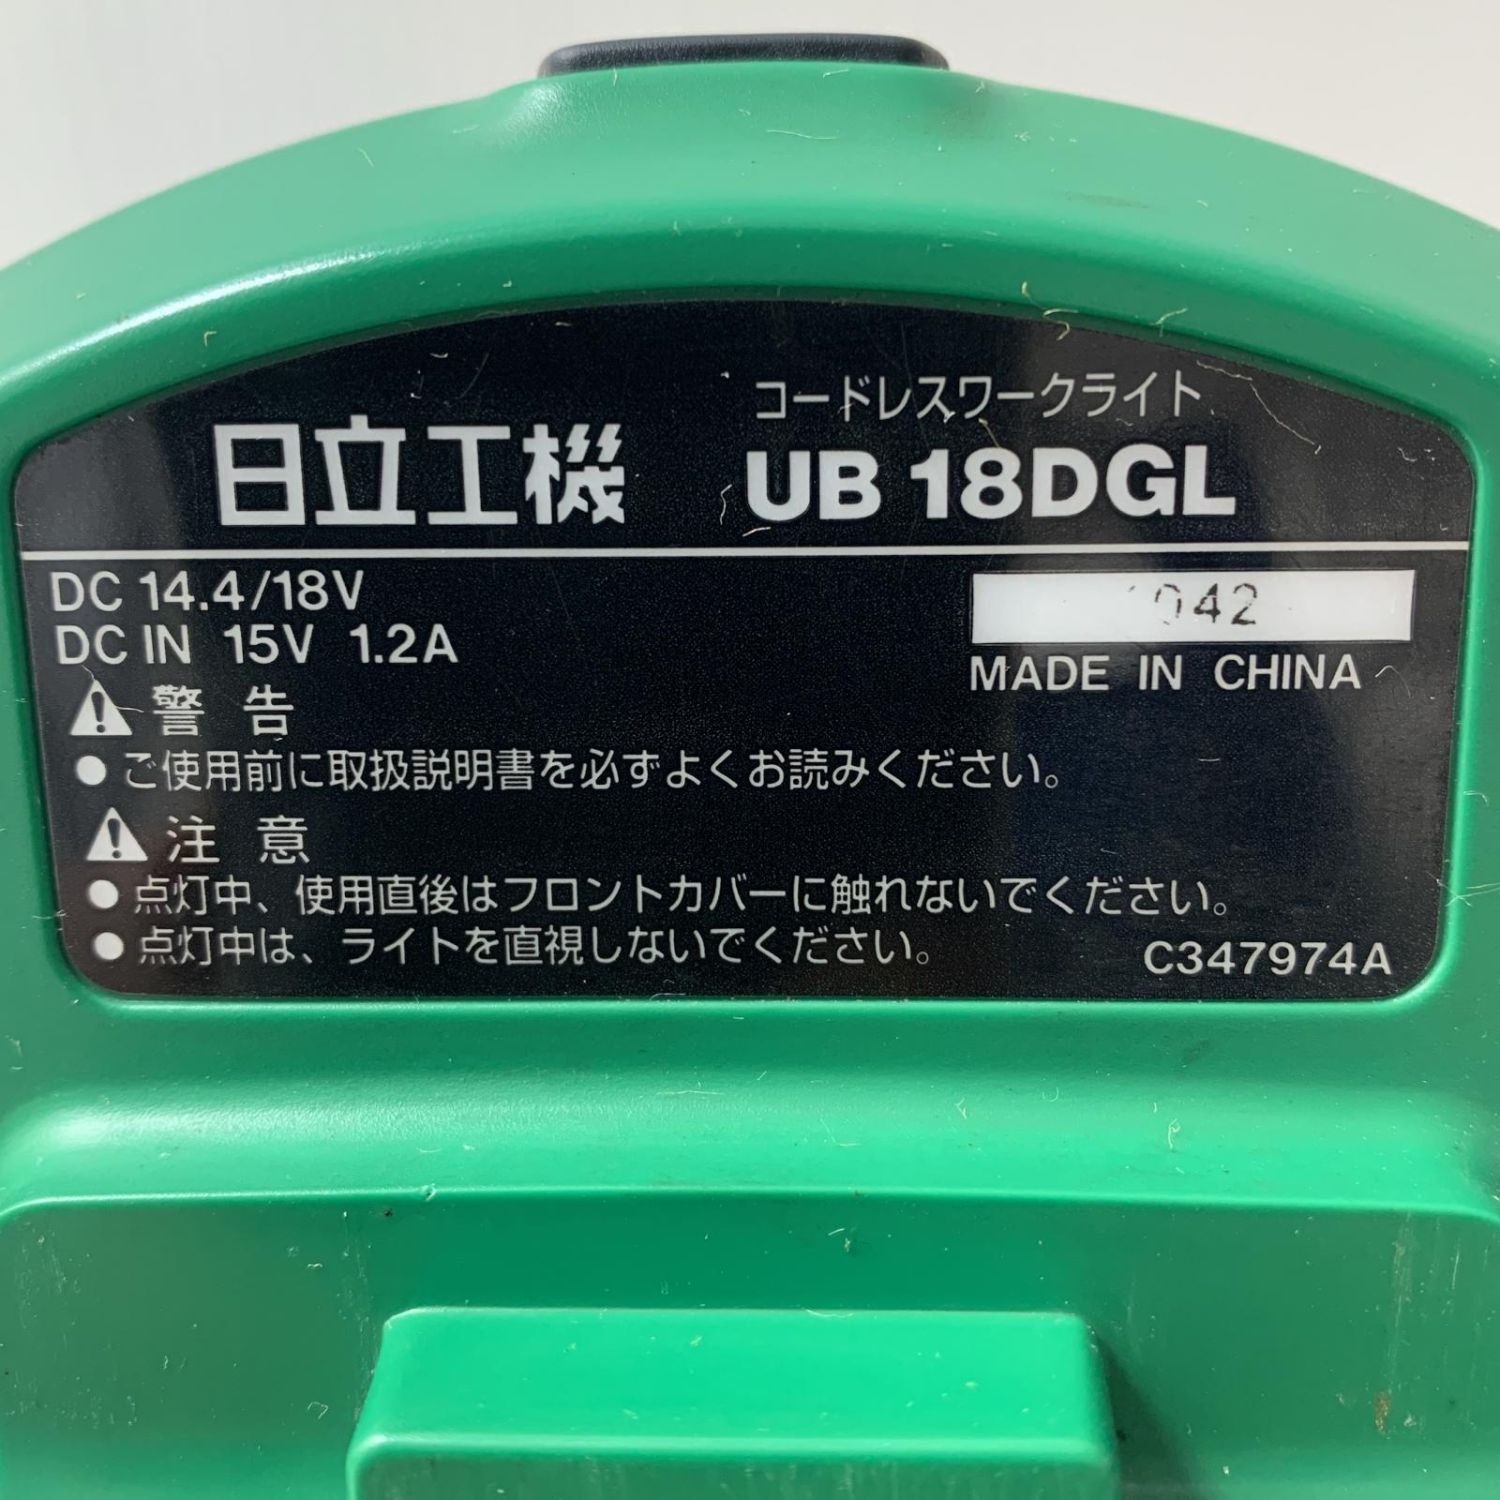 コードレスワークライト
日立工機 UB 18DGL
DC 14.4/18V
DC IN 15V 1.2A
042
MADE IN CHINA
警告
●ご使用前に取扱説明書を必ずよくお読みください。
注意
●点灯中、使用直後はフロントカバーに触れないでください。
●点灯中は、ライトを直視しないでください。
C347974A